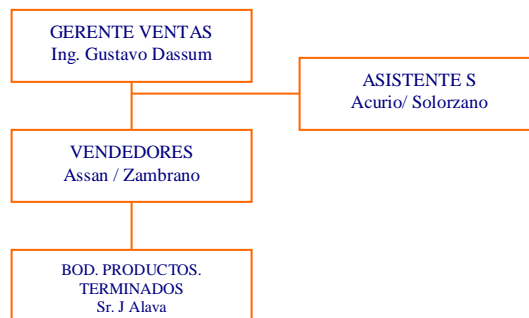 GERENTE VENTAS
Ing. Gustavo Dassum
ASISTENTE S
Acurio/ Solorzano
VENDEDORES
Assan / Zambrano
BOD. PRODUCTOS.
TERMINADOS
Sr. J Alava